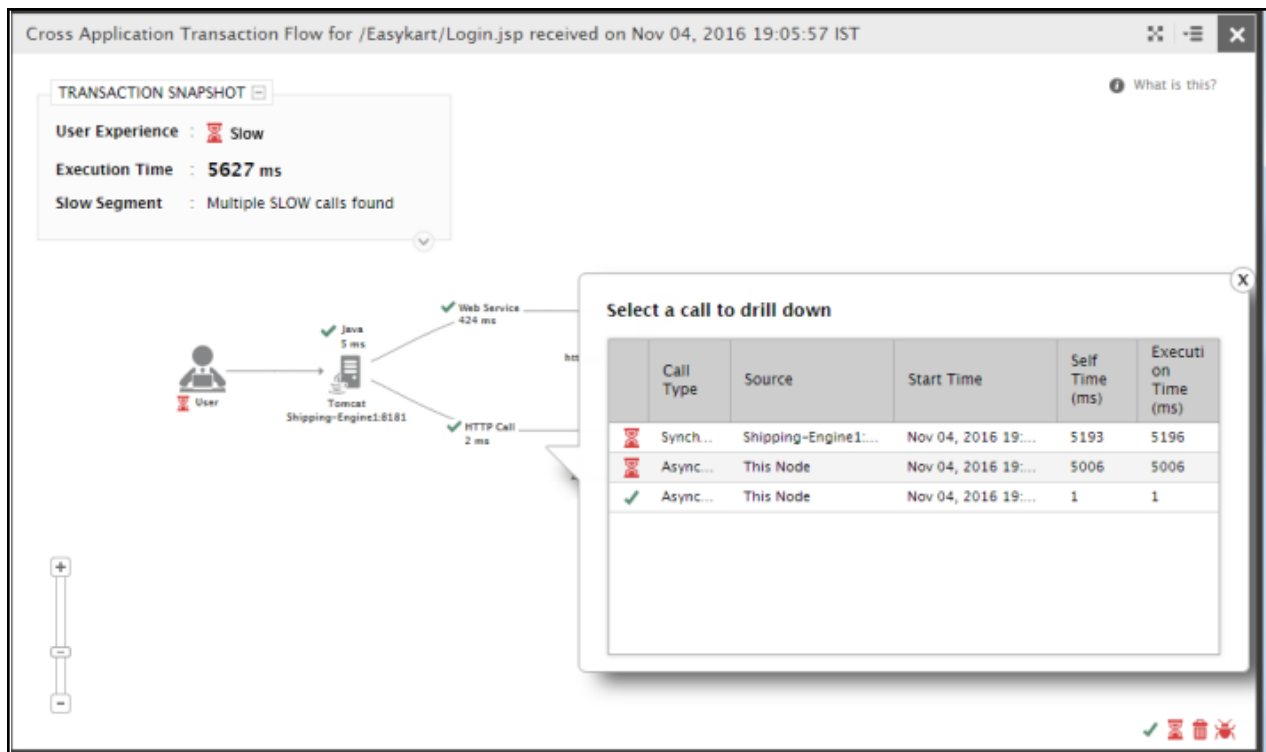 Cross Application Transaction Flow for /Easykart/Login.jsp received on Nov 04, 2016 19:05:57 IST
What is this?
TRANSACTION SNAPSHOT
User Experience : Slow
Execution Time : 5627 ms
Slow Segment : Multiple SLOW calls found
Web Service
424 ms
Java
5 ms
User
Tomcat
Shipping-Engine1:8181
HTTP Call
2 ms
X
Select a call to drill down
Call Type Source Start Time Self Time (ms) Executi on Time (ms)
Synch... Shipping-Engine1:... Nov 04, 2016 19:... 5193 5196
Async... This Node Nov 04, 2016 19:... 5006 5006
Async... This Node Nov 04, 2016 19:... 1 1